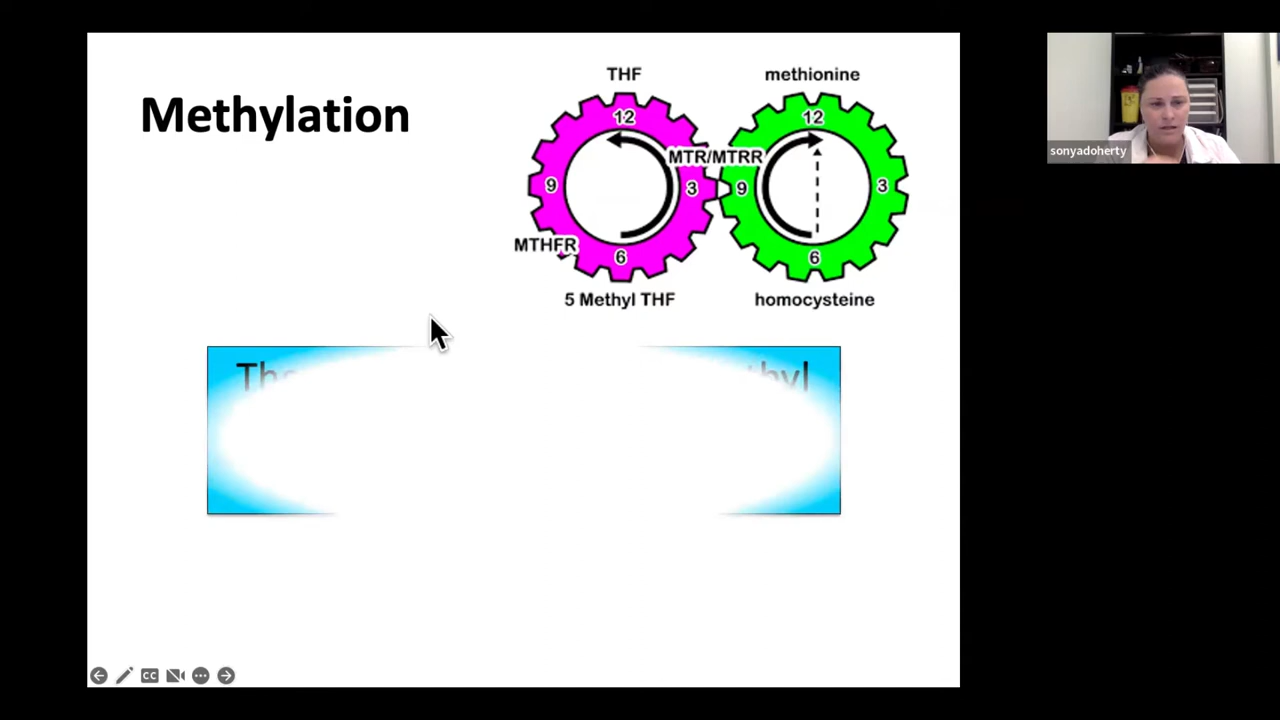 Methylation
THF
methionine
12
12
MTR/MTRR
9
3
9
3
MTHFR
6
6
5 Methyl THF
homocysteine
sonyadoherty
CC